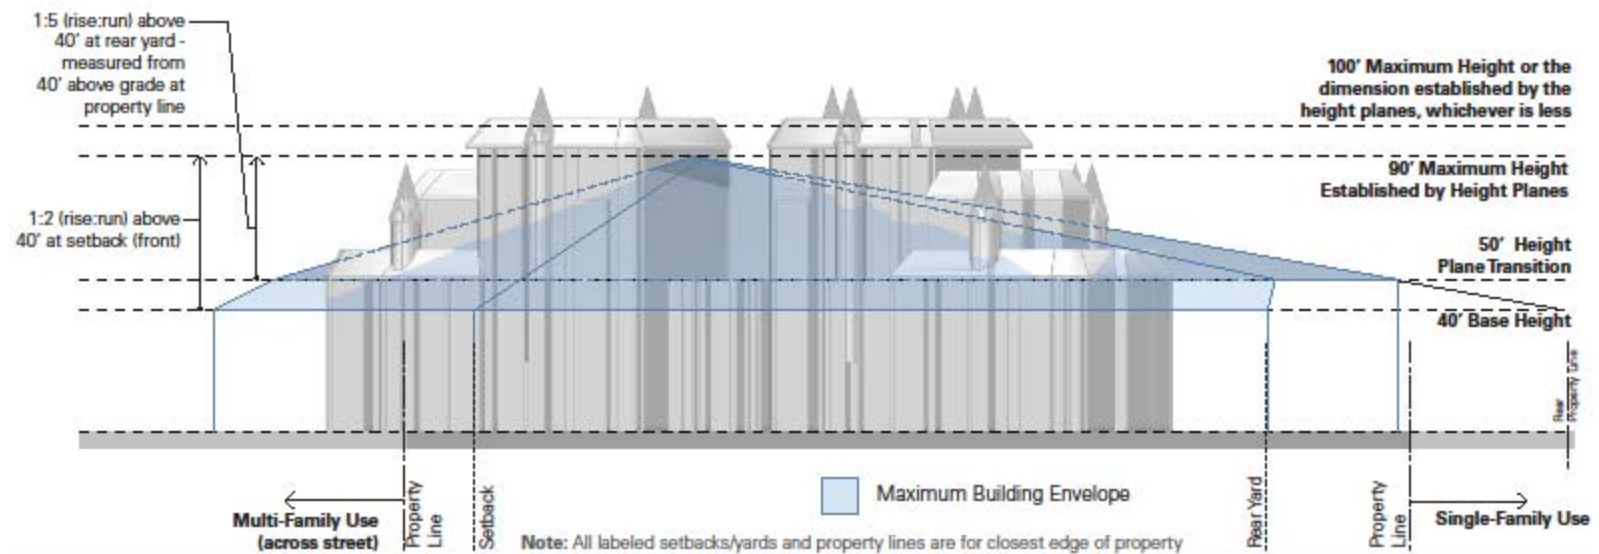 1:5 (rise:run) above
40' at rear yard -
measured from
40' above grade at
property line
1:2 (rise:run) above
40' at setback (front)
100' Maximum Height or the
dimension established by the
height planes, whichever is less
90' Maximum Height
Established by Height Planes
50' Height
Plane Transition
40' Base Height
Rear
Property Line
Multi-Family Use
(across street)
Property
Line
Setback
Maximum Building Envelope
Note: All labeled setbacks/yards and property lines are for closest edge of property
Rear Yard
Property
Line
Single-Family Use